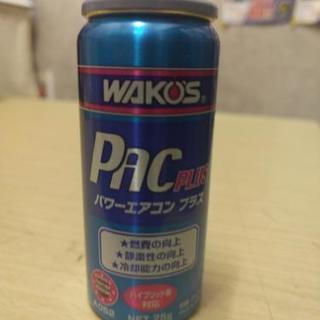 WAKO'S
PAC PLUS
パワーエアコン プラス
★燃費の向上
★静粛性の向上
★冷却能力の向上
ハイブリッド車
対応
A052
NET 25g